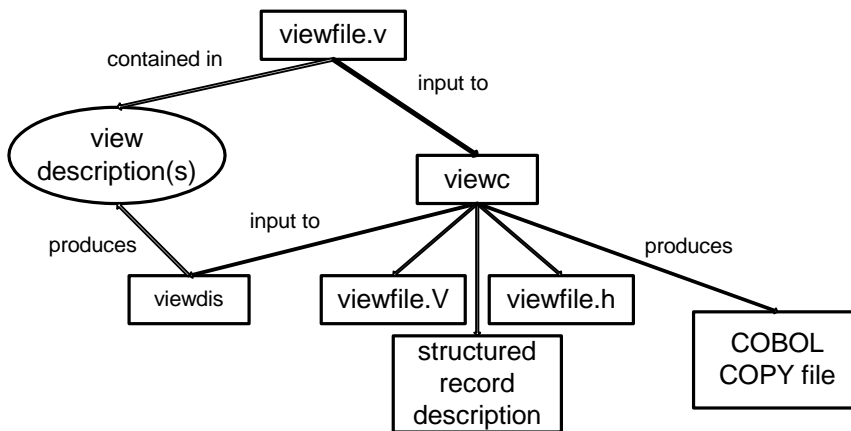 viewfile.v
contained in
input to
view
description(s)
viewc
input to
produces
produces
viewdis
viewfile.V
viewfile.h
structured
record
description
COBOL
COPY file